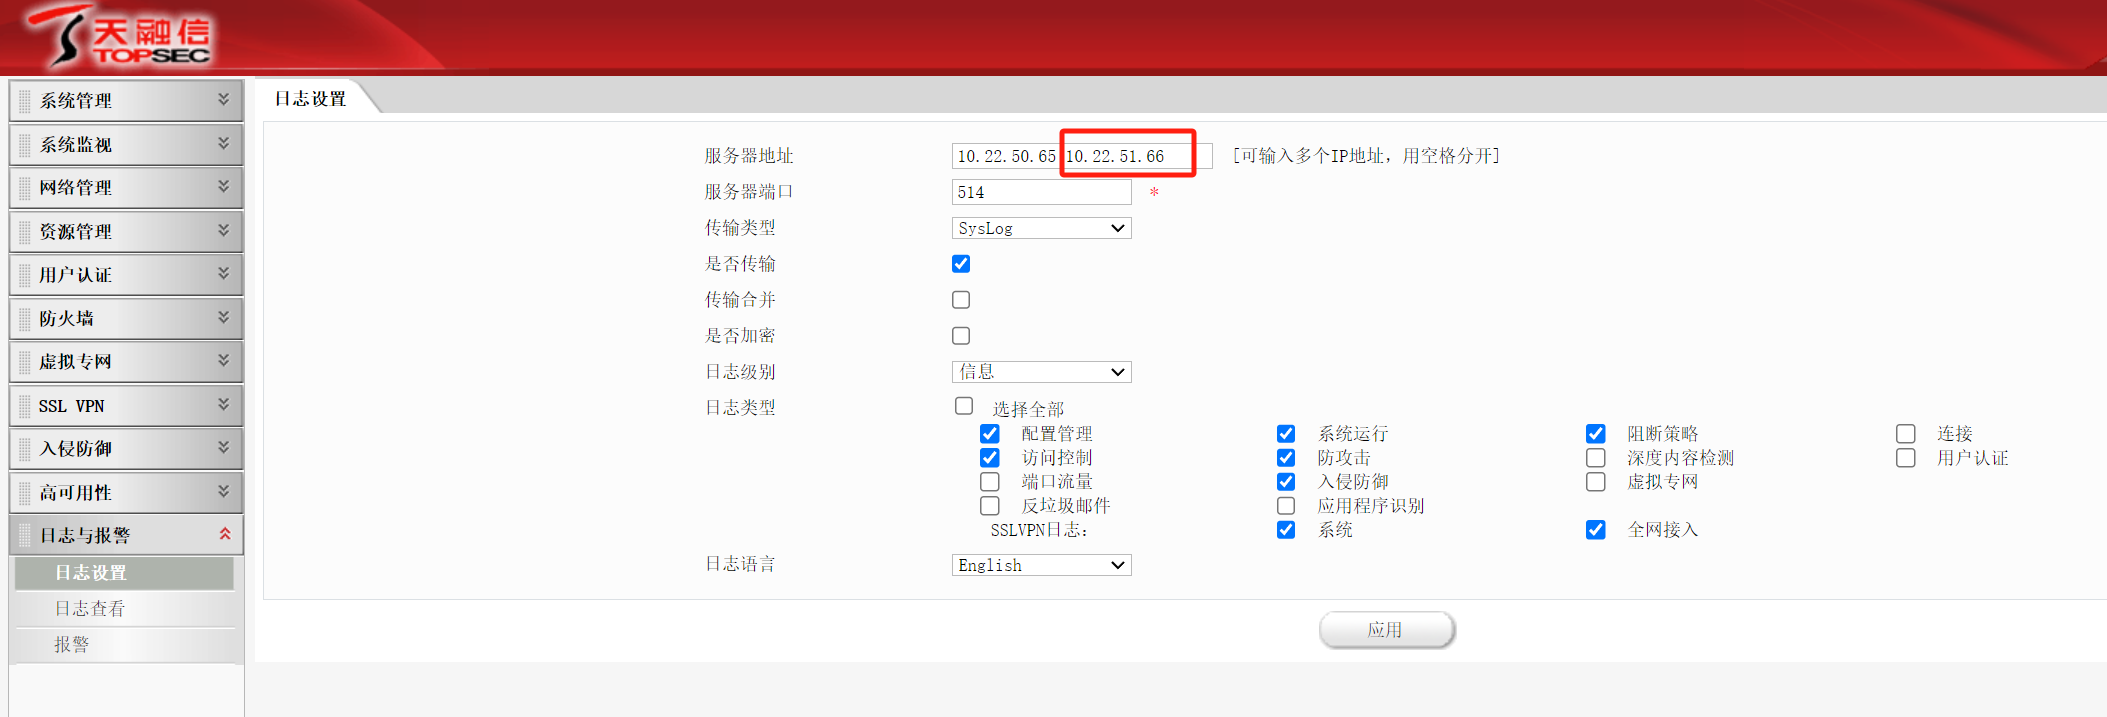 天融信
TOPSEC
系统管理
系统监视
网络管理
资源管理
用户认证
防火墙
虚拟专网
SSL VPN
入侵防御
高可用性
日志与报警
日志设置
日志查看
报警
日志设置
服务器地址 10.22.50.65 10.22.51.66 [可输入多个IP地址，用空格分开]
服务器端口 514 *
传输类型 SysLog
是否传输
传输合并
是否加密
日志级别 信息
日志类型 选择全部
配置管理 系统运行 阻断策略 连接
访问控制 防攻击 深度内容检测 用户认证
端口流量 入侵防御 虚拟专网
反垃圾邮件 应用程序识别
SSLVPN日志: 系统 全网接入
日志语言 English
应用